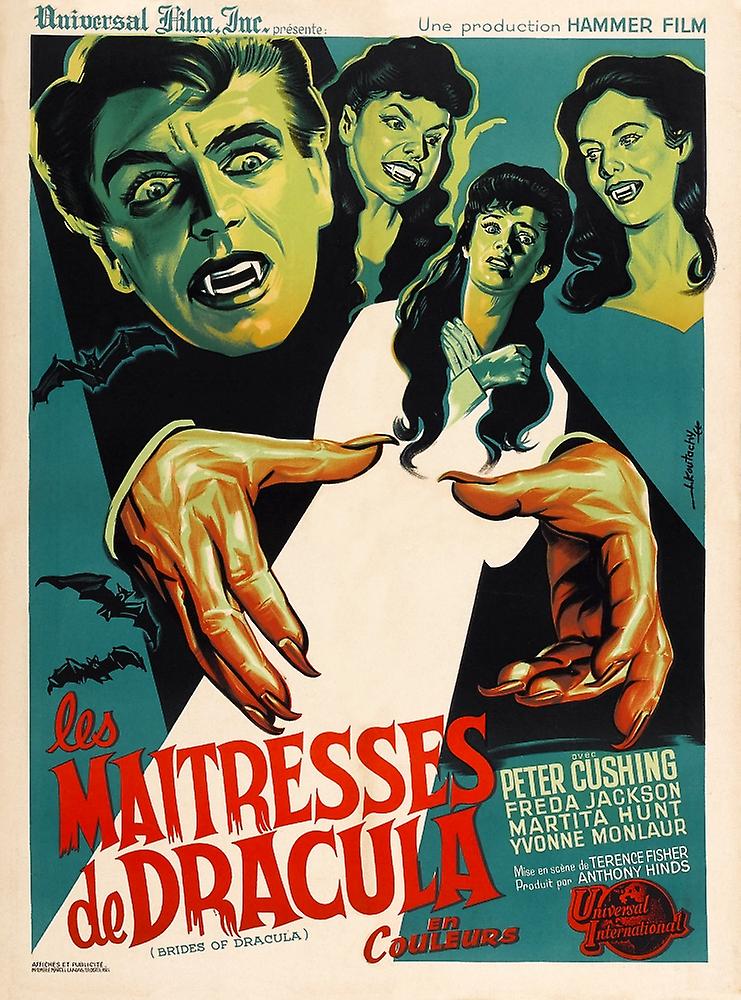 Universal Film, Inc. présente:
Une production HAMMER FILM
J. Koutachy
les
MAITRESSES
de DRACULA
(BRIDES OF DRACULA)
EN
COULEURS
avec
PETER CUSHING
FREDA JACKSON
MARTITA HUNT
YVONNE MONLAUR
Mise en scène de TERENCE FISHER
Produit par ANTHONY HINDS
Universal
International
AFFICHES ET PUBLICITÉ